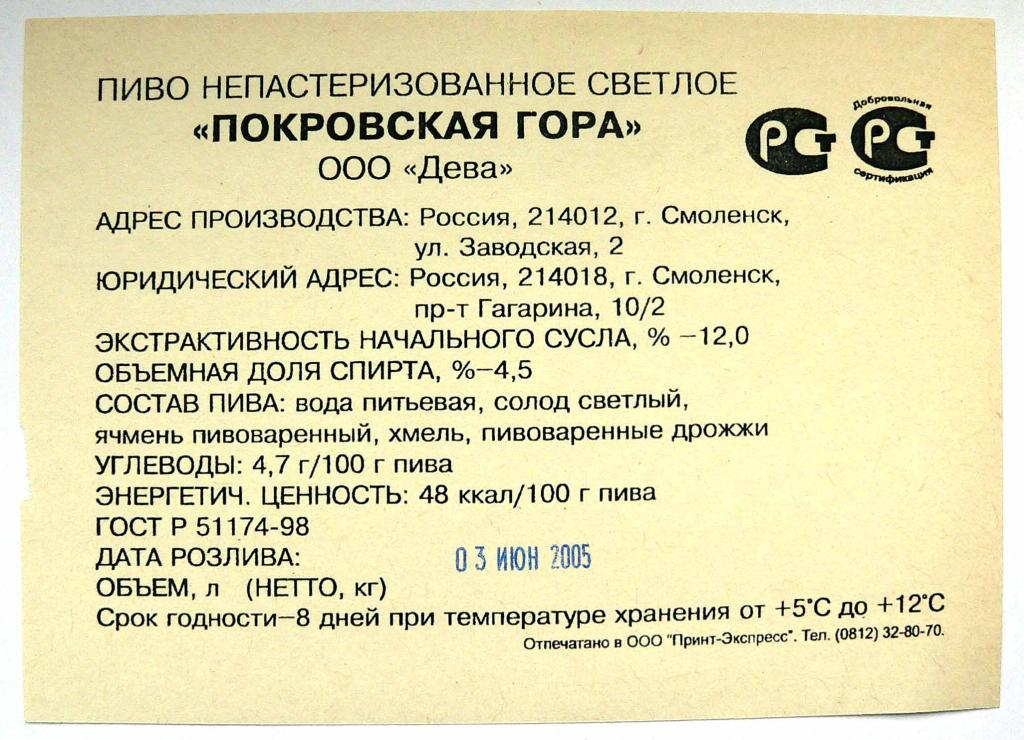 ПИВО НЕПАСТЕРИЗОВАННОЕ СВЕТЛОЕ
«ПОКРОВСКАЯ ГОРА»
ООО «Дева»
РСТ
Добровольная
РСТ
сертификация
АДРЕС ПРОИЗВОДСТВА: Россия, 214012, г. Смоленск,
ул. Заводская, 2
ЮРИДИЧЕСКИЙ АДРЕС: Россия, 214018, г. Смоленск,
пр-т Гагарина, 10/2
ЭКСТРАКТИВНОСТЬ НАЧАЛЬНОГО СУСЛА, % –12,0
ОБЪЕМНАЯ ДОЛЯ СПИРТА, %–4,5
СОСТАВ ПИВА: вода питьевая, солод светлый,
ячмень пивоваренный, хмель, пивоваренные дрожжи
УГЛЕВОДЫ: 4,7 г/100 г пива
ЭНЕРГЕТИЧ. ЦЕННОСТЬ: 48 ккал/100 г пива
ГОСТ Р 51174-98
ДАТА РОЗЛИВА: 03 ИЮН 2005
ОБЪЕМ, л (НЕТТО, кг)
Срок годности–8 дней при температуре хранения от +5°С до +12°С
Отпечатано в ООО "Принт-Экспресс". Тел. (0812) 32-80-70.